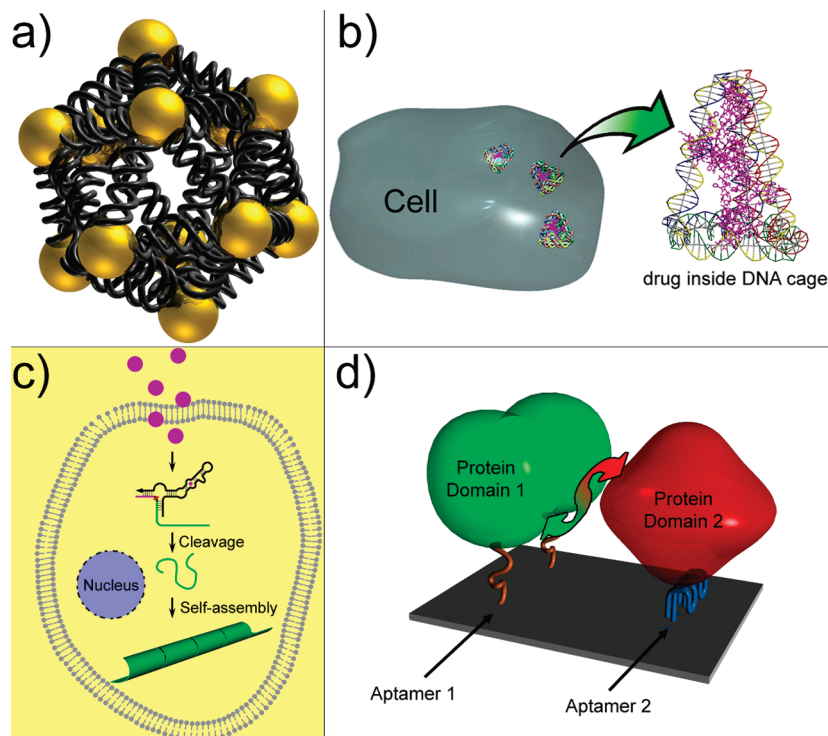 a)
b)
Cell
drug inside DNA cage
c)
Cleavage
Nucleus
Self-assembly
d)
Protein
Domain 1
Protein
Domain 2
Aptamer 1
Aptamer 2